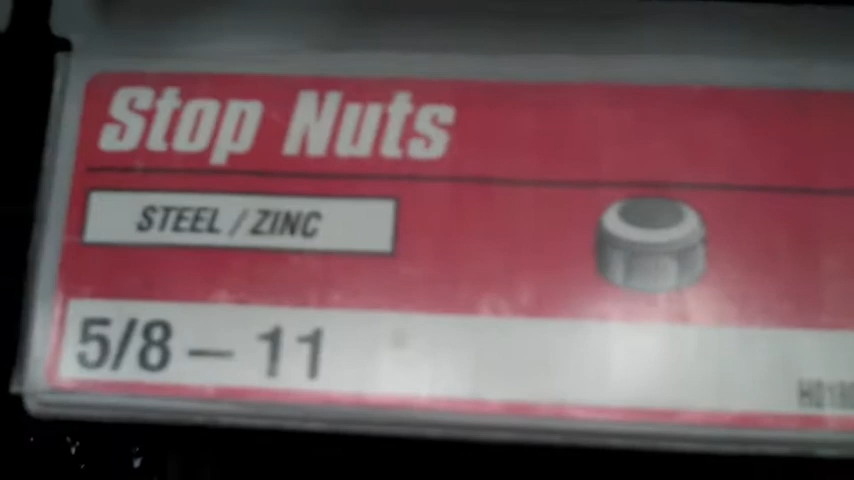 Stop Nuts
STEEL / ZINC
5/8 – 11